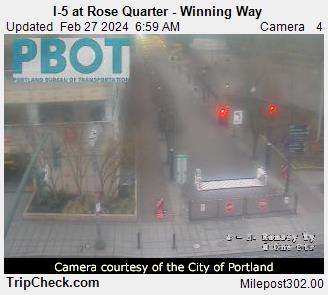 I-5 at Rose Quarter - Winning Way
Updated Feb 27 2024 6:59 AM Camera 4
PBOT
PORTLAND BUREAU OF TRANSPORTATION
Camera courtesy of the City of Portland
TripCheck.com Milepost302.00